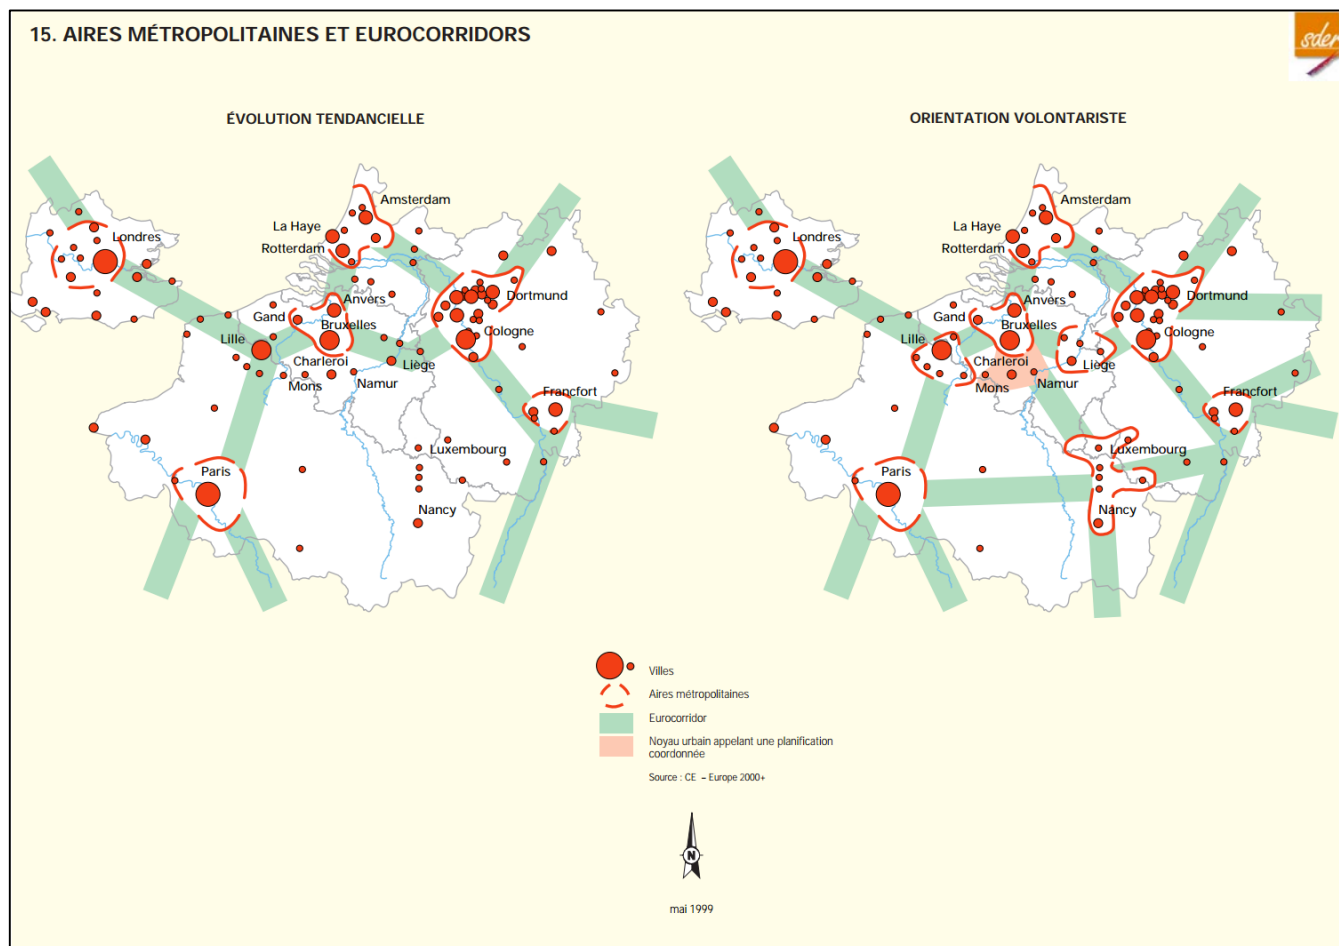 15. AIRES MÉTROPOLITAINES ET EUROCORRIDORS
sder
ÉVOLUTION TENDANCIELLE
Amsterdam
La Haye
Londres
Rotterdam
Anvers
Dortmund
Gand
Bruxelles
Lille
Cologne
Charleroi
Liège
Mons
Namur
Francfort
Luxembourg
Paris
Nancy
ORIENTATION VOLONTARISTE
Amsterdam
La Haye
Londres
Rotterdam
Anvers
Dortmund
Gand
Bruxelles
Lille
Cologne
Charleroi
Liège
Mons
Namur
Francfort
Luxembourg
Paris
Nancy
Villes
Aires métropolitaines
Eurocorridor
Noyau urbain appelant une planification
coordonnée
Source : CE – Europe 2000+
N
mai 1999